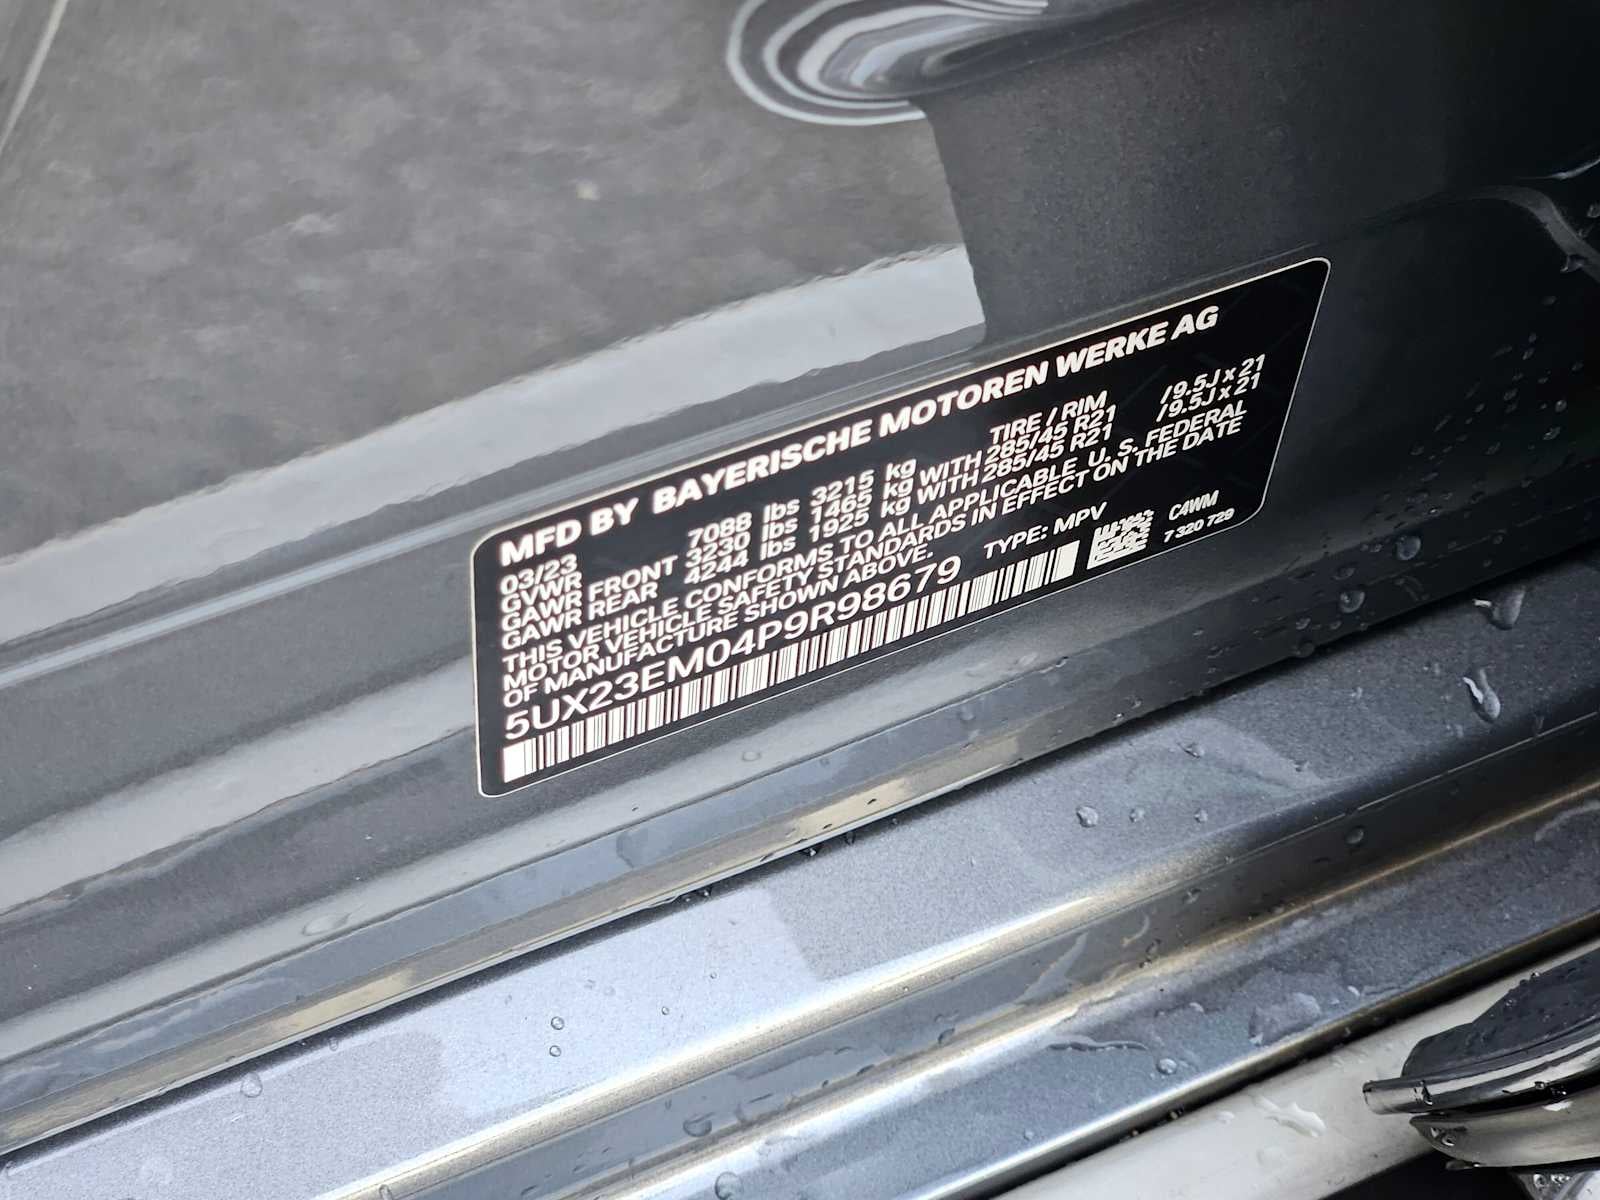 MFD BY BAYERISCHE MOTOREN WERKE AG
03/23 TIRE / RIM
GVWR 7088 lbs 3215 kg
GAWR FRONT 3230 lbs 1465 kg WITH 285/45 R21 /9.5J x 21
GAWR REAR 4244 lbs 1925 kg WITH 285/45 R21 /9.5J x 21
THIS VEHICLE CONFORMS TO ALL APPLICABLE U. S. FEDERAL
MOTOR VEHICLE SAFETY STANDARDS IN EFFECT ON THE DATE
OF MANUFACTURE SHOWN ABOVE.
5UX23EM04P9R98679 TYPE: MPV
C4WM
7 320 729